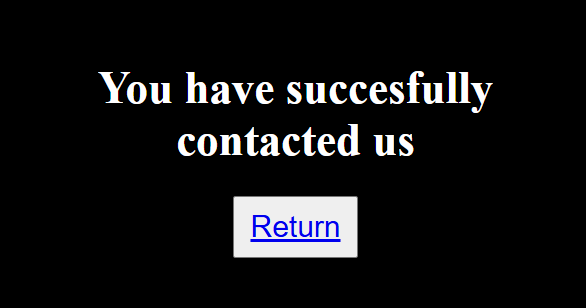 You have succesfully
contacted us
Return